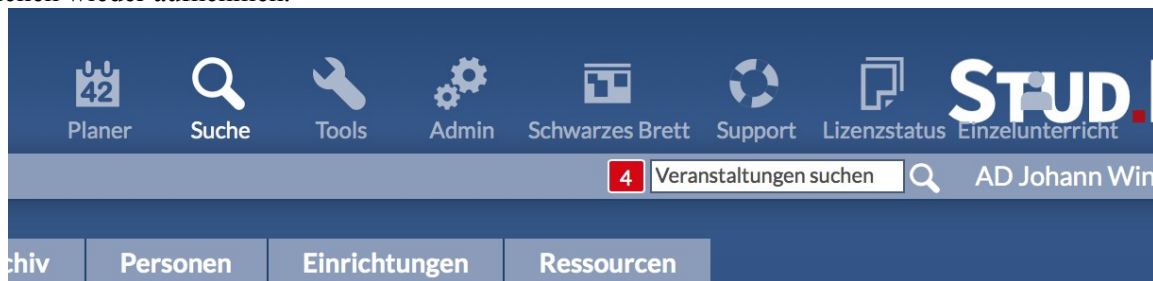 42
Planer Suche Tools Admin Schwarzes Brett Support Lizenzstatus Einzelunterricht
STUD.
4 Veranstaltungen suchen AD Johann Win
chiv Personen Einrichtungen Ressourcen